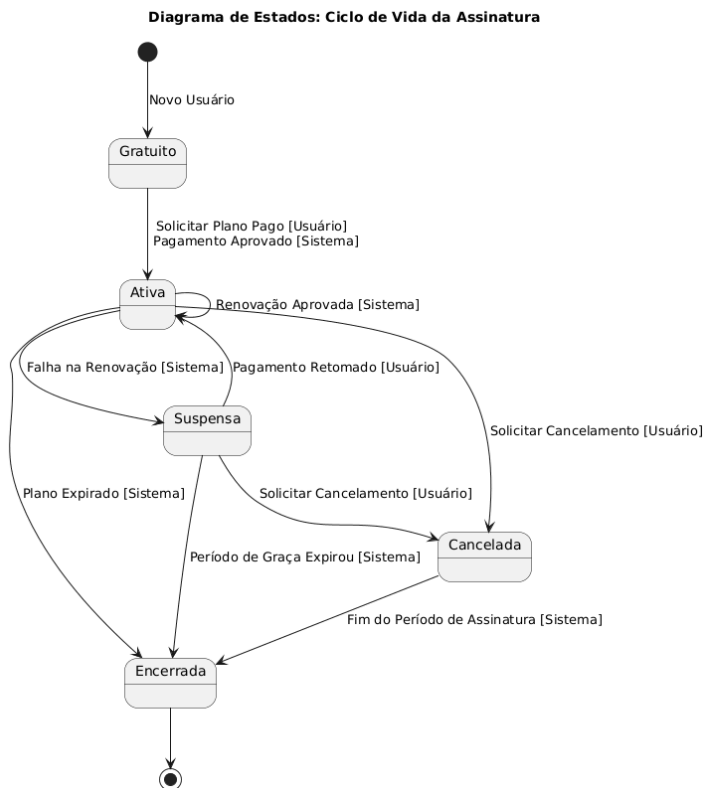 Diagrama de Estados: Ciclo de Vida da Assinatura
Novo Usuário
Gratuito
Solicitar Plano Pago [Usuário]
Pagamento Aprovado [Sistema]
Ativa
Renovação Aprovada [Sistema]
Falha na Renovação [Sistema]
Pagamento Retomado [Usuário]
Suspensa
Solicitar Cancelamento [Usuário]
Plano Expirado [Sistema]
Solicitar Cancelamento [Usuário]
Cancelada
Período de Graça Expirou [Sistema]
Fim do Período de Assinatura [Sistema]
Encerrada